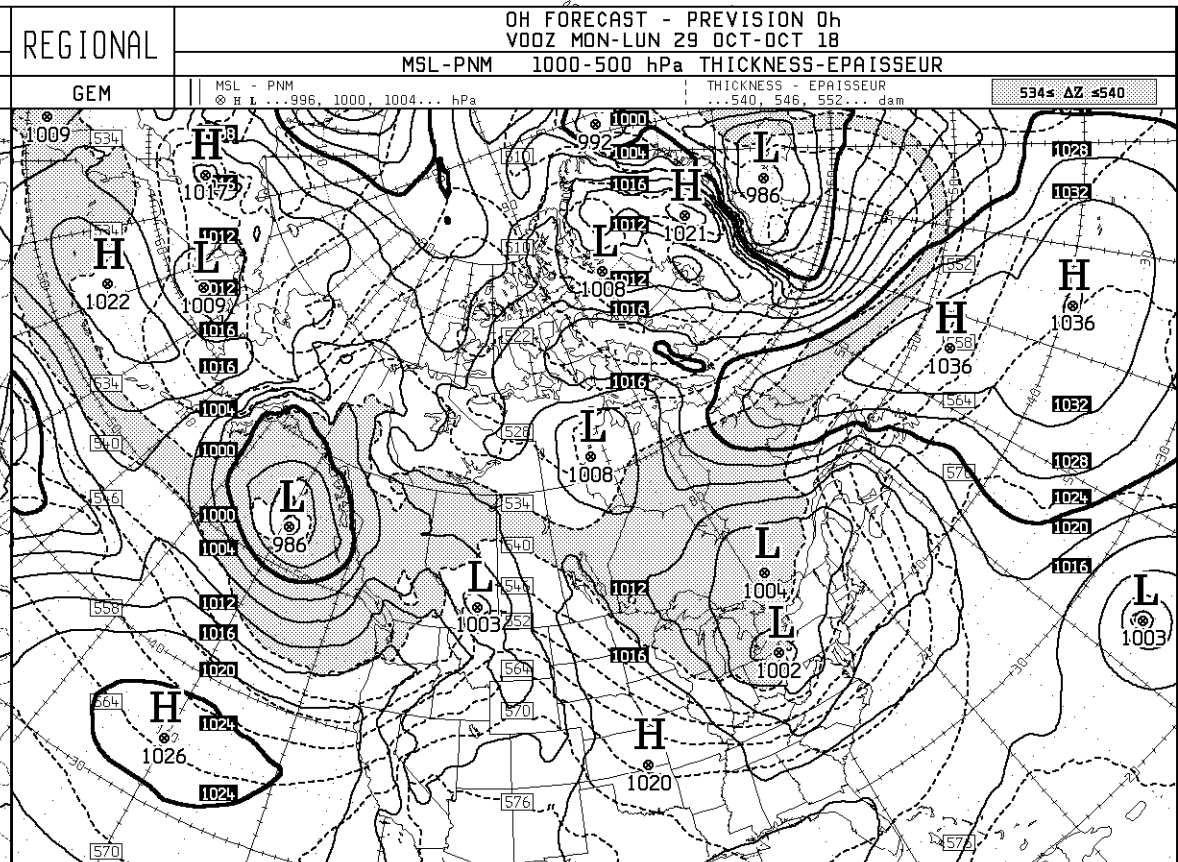 0H FORECAST - PREVISION 0h
REGIONAL
V00Z MON-LUN 29 OCT-OCT 18
MSL-PNM 1000-500 hPa THICKNESS-EPAISSEUR
GEM
MSL - PNM
⊗ H L ...996, 1000, 1004... hPa
THICKNESS - EPAISSEUR
...540, 546, 552... dam
534≤ ΔZ ≤540
1009
534
H
1017
992
1000
1004
510
L
986
1028
1016
H
1021
1032
534
H
1022
1012
L
1009
1012
510
1012
L
1008
1012
552
H
1036
H
1036
558
1016
1016
522
1016
1016
534
1004
564
1032
540
1000
528
L
1008
570
1028
546
1000
L
986
534
1024
1004
540
1020
L
1004
1016
558
1012
L
1003
546
552
1012
L
1003
1016
1016
L
1002
1020
564
564
H
1026
1024
570
H
1020
1024
576
570
576